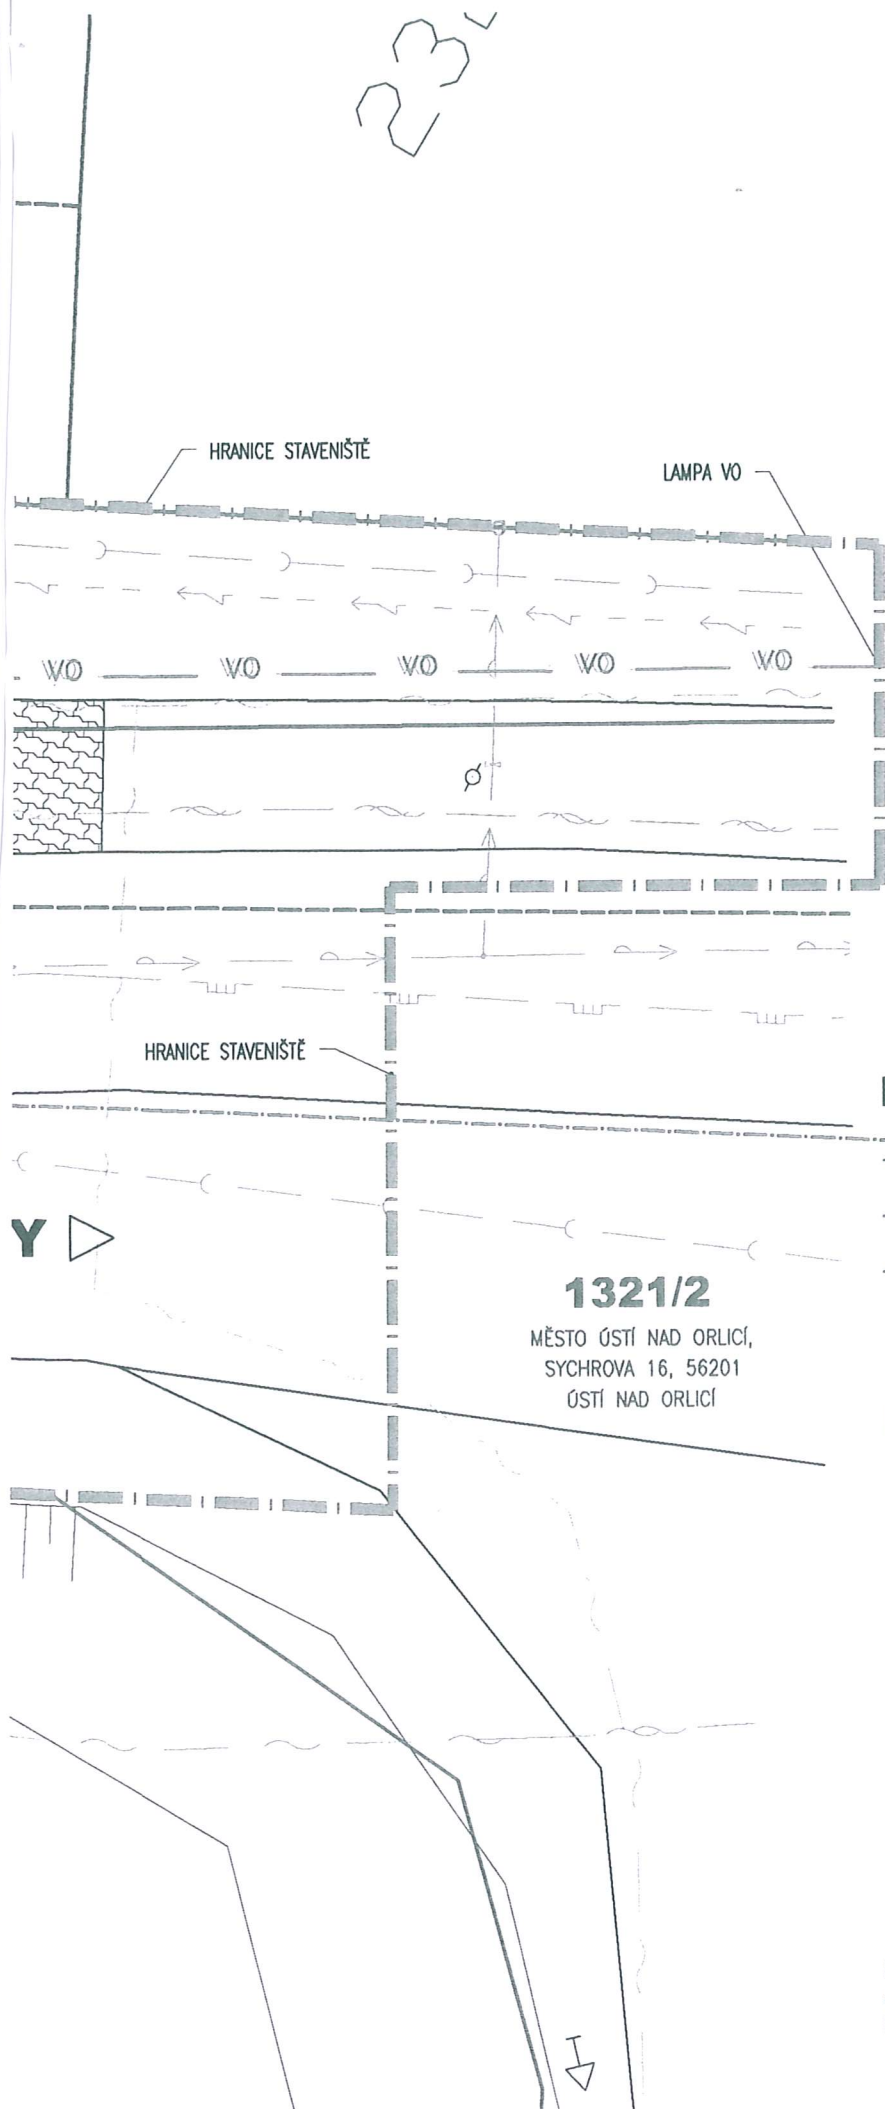 23
HRANICE STAVENIŠTĚ
LAMPA VO
VO VO VO VO VO
HRANICE STAVENIŠTĚ
Y
1321/2
MĚSTO ÚSTÍ NAD ORLICÍ,
SYCHROVA 16, 56201
ÚSTÍ NAD ORLICÍ